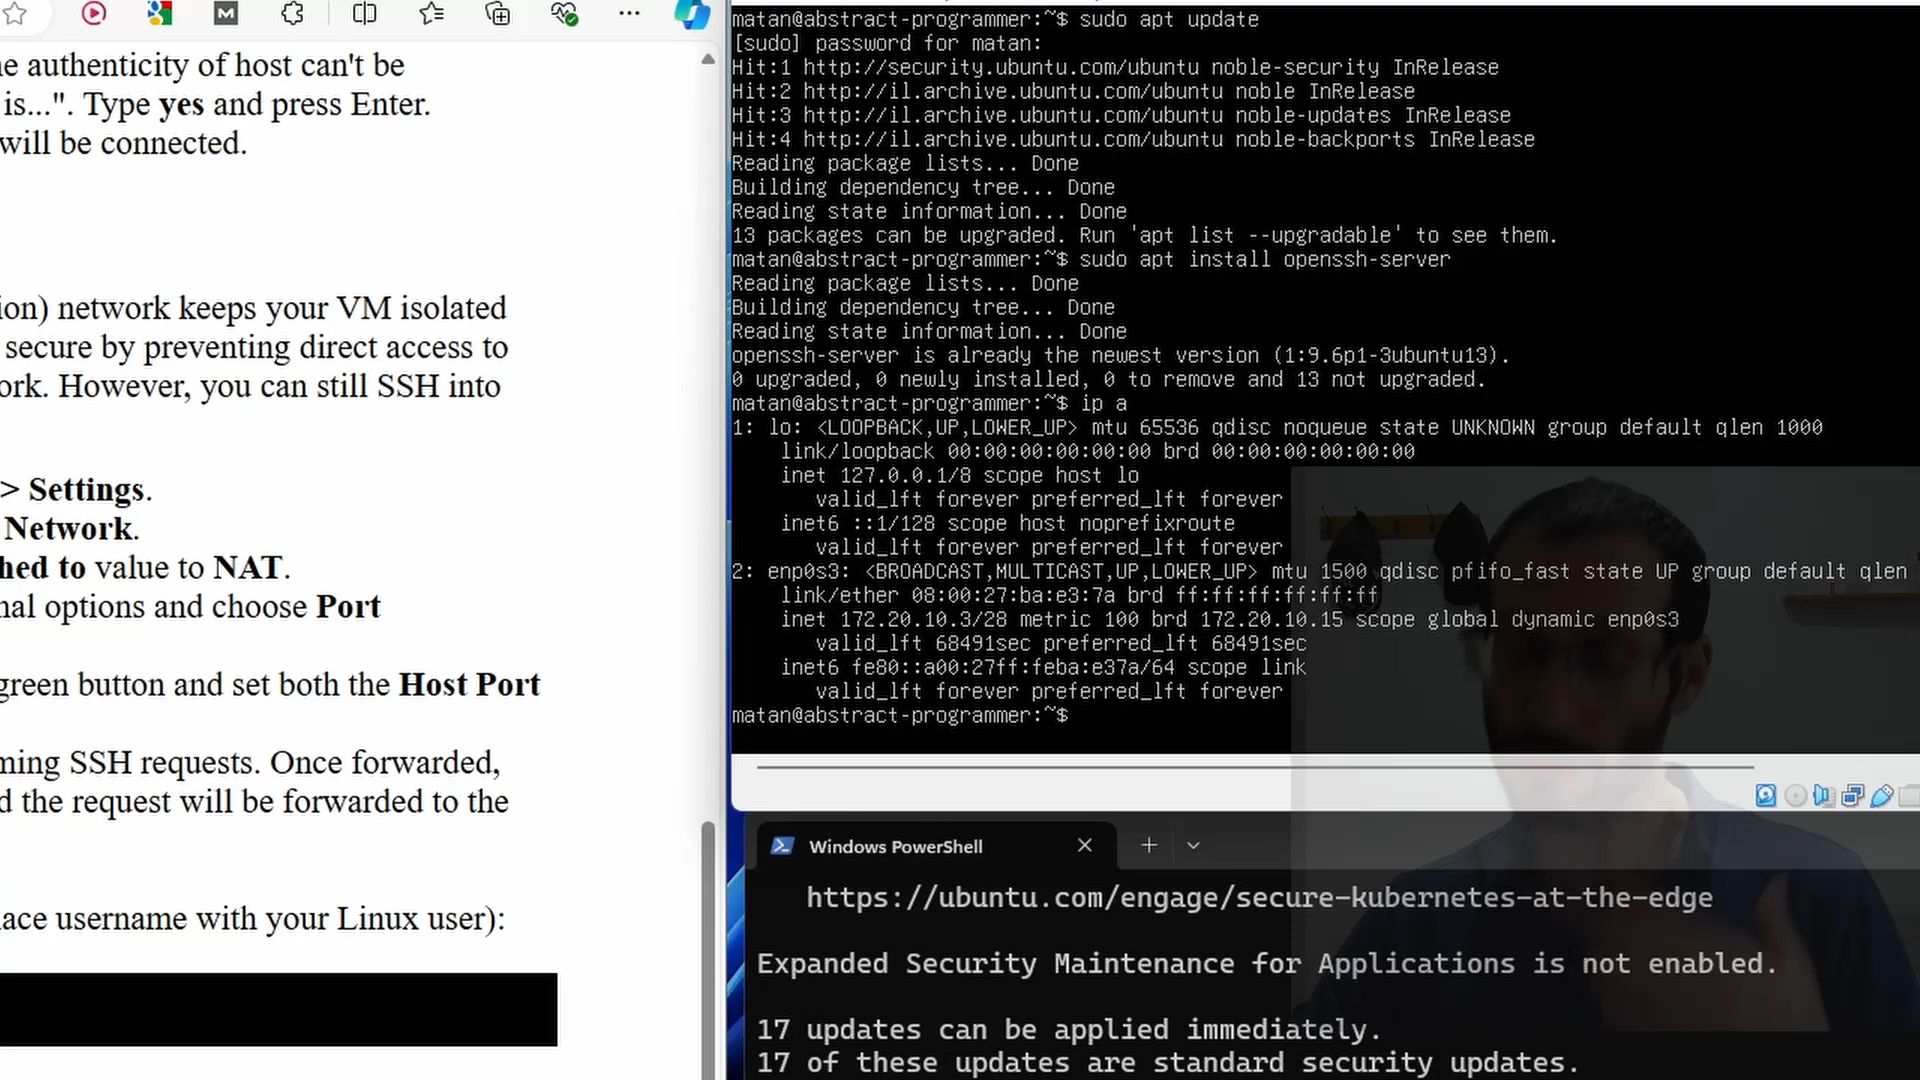 e authenticity of host can't be
is...". Type yes and press Enter.
will be connected.
ion) network keeps your VM isolated
secure by preventing direct access to
ork. However, you can still SSH into
> Settings.
Network.
hed to value to NAT.
nal options and choose Port
green button and set both the Host Port
ming SSH requests. Once forwarded,
d the request will be forwarded to the
lace username with your Linux user):
matan@abstract-programmer:~$ sudo apt update
[sudo] password for matan:
Hit:1 http://security.ubuntu.com/ubuntu noble-security InRelease
Hit:2 http://il.archive.ubuntu.com/ubuntu noble InRelease
Hit:3 http://il.archive.ubuntu.com/ubuntu noble-updates InRelease
Hit:4 http://il.archive.ubuntu.com/ubuntu noble-backports InRelease
Reading package lists... Done
Building dependency tree... Done
Reading state information... Done
13 packages can be upgraded. Run 'apt list --upgradable' to see them.
matan@abstract-programmer:~$ sudo apt install openssh-server
Reading package lists... Done
Building dependency tree... Done
Reading state information... Done
openssh-server is already the newest version (1:9.6p1-3ubuntu13).
0 upgraded, 0 newly installed, 0 to remove and 13 not upgraded.
matan@abstract-programmer:~$ ip a
1: lo: <LOOPBACK,UP,LOWER_UP> mtu 65536 qdisc noqueue state UNKNOWN group default qlen 1000
link/loopback 00:00:00:00:00:00 brd 00:00:00:00:00:00
inet 127.0.0.1/8 scope host lo
valid_lft forever preferred_lft forever
inet6 ::1/128 scope host noprefixroute
valid_lft forever preferred_lft forever
2: enp0s3: <BROADCAST,MULTICAST,UP,LOWER_UP> mtu 1500 qdisc pfifo_fast state UP group default qlen
link/ether 08:00:27:ba:e3:7a brd ff:ff:ff:ff:ff:ff
inet 172.20.10.3/28 metric 100 brd 172.20.10.15 scope global dynamic enp0s3
valid_lft 68491sec preferred_lft 68491sec
inet6 fe80::a00:27ff:feba:e37a/64 scope link
valid_lft forever preferred_lft forever
matan@abstract-programmer:~$
Windows PowerShell
https://ubuntu.com/engage/secure-kubernetes-at-the-edge
Expanded Security Maintenance for Applications is not enabled.
17 updates can be applied immediately.
17 of these updates are standard security updates.